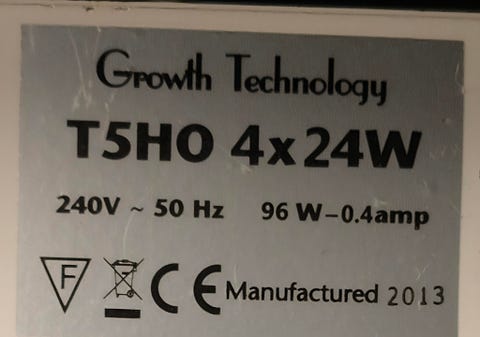 Growth Technology
T5HO 4x24W
240V ~ 50 Hz 96 W-0.4amp
F CE Manufactured 2013